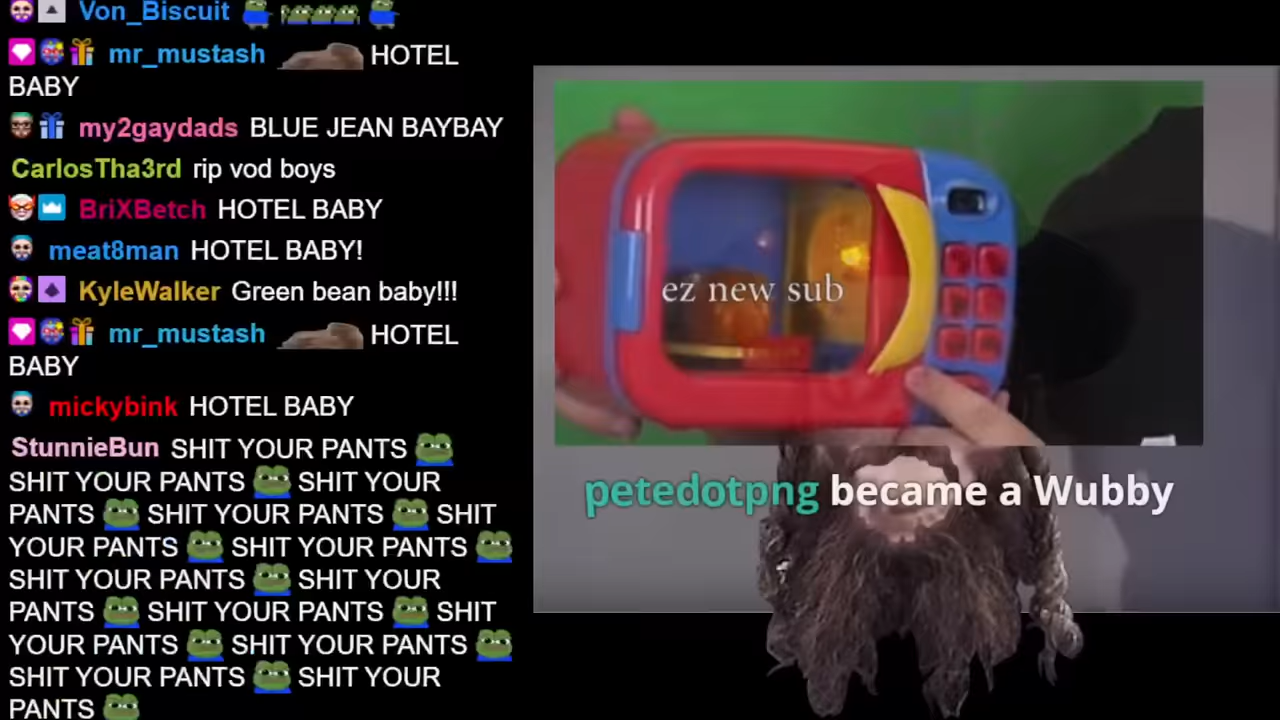 Von_Biscuit
mr_mustash HOTEL
BABY
my2gaydads BLUE JEAN BAYBAY
CarlosTha3rd rip vod boys
BriXBetch HOTEL BABY
meat8man HOTEL BABY!
KyleWalker Green bean baby!!!
mr_mustash HOTEL
BABY
mickybink HOTEL BABY
StunnieBun SHIT YOUR PANTS
SHIT YOUR PANTS SHIT YOUR
PANTS SHIT YOUR PANTS SHIT
YOUR PANTS SHIT YOUR PANTS
SHIT YOUR PANTS SHIT YOUR
PANTS SHIT YOUR PANTS SHIT
YOUR PANTS SHIT YOUR PANTS
SHIT YOUR PANTS SHIT YOUR
PANTS
ez new sub
petedotpng became a Wubby